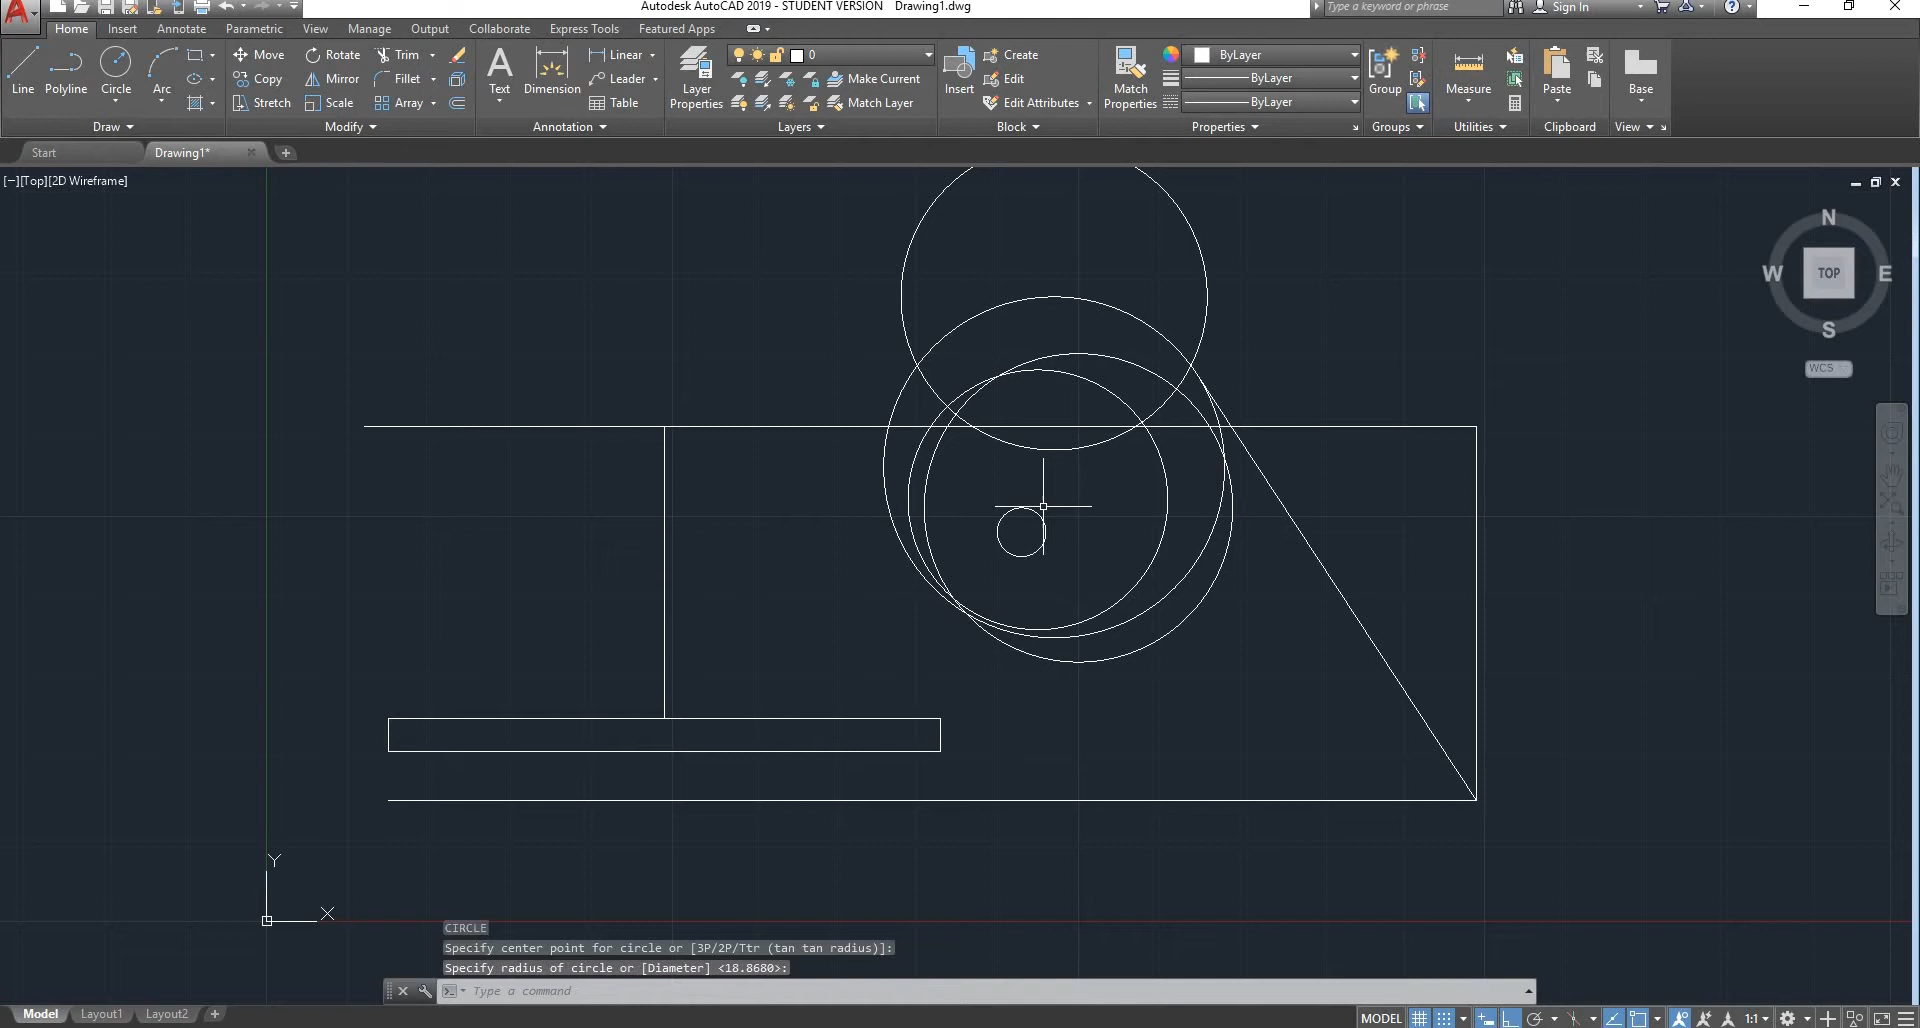 Autodesk AutoCAD 2019 - STUDENT VERSION Drawing1.dwg
Type a keyword or phrase
Sign In
Home Insert Annotate Parametric View Manage Output Collaborate Express Tools Featured Apps
Line Polyline Circle Arc
Move Rotate Trim
Copy Mirror Fillet
Stretch Scale Array
Text Dimension
Linear
Leader
Table
Layer Properties
0
Make Current
Match Layer
Insert
Create
Edit
Edit Attributes
Match Properties
ByLayer
ByLayer
ByLayer
Group
Measure
Paste
Base
Draw Modify Annotation Layers Block Properties Groups Utilities Clipboard View
Start Drawing1*
[−][Top][2D Wireframe]
N
W TOP E
S
WCS
Y
X
CIRCLE
Specify center point for circle or [3P/2P/Ttr (tan tan radius)]:
Specify radius of circle or [Diameter] <18.8680>:
Type a command
Model Layout1 Layout2
MODEL 1:1